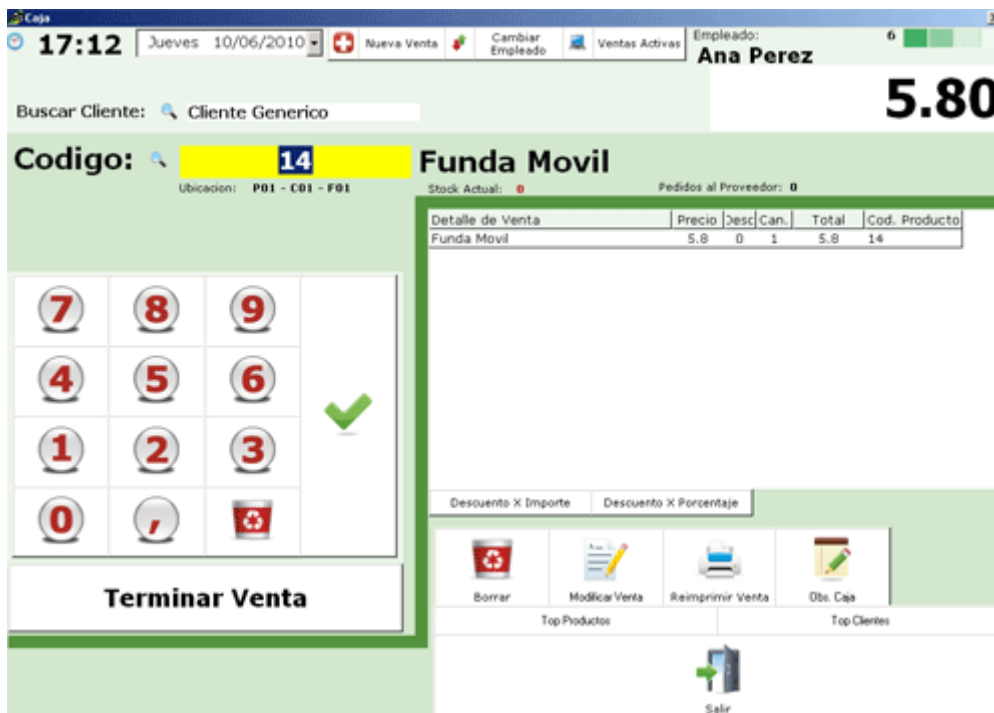 Caja
17:12 Jueves 10/06/2010 Nueva Venta Cambiar Empleado Ventas Activas Empleado: Ana Perez 6
5.80
Buscar Cliente: Cliente Generico
Codigo: 14 Funda Movil
Ubicacion: P01 - C01 - F01 Stock Actual: 0 Pedidos al Proveedor: 0
Detalle de Venta Precio Desc Can. Total Cod. Producto
Funda Movil 5.8 0 1 5.8 14
7 8 9
4 5 6
1 2 3
0 ,
Descuento X Importe Descuento X Porcentaje
Terminar Venta
Borrar Modificar Venta Reimprimir Venta Obs. Caja
Top Productos Top Clientes
Salir